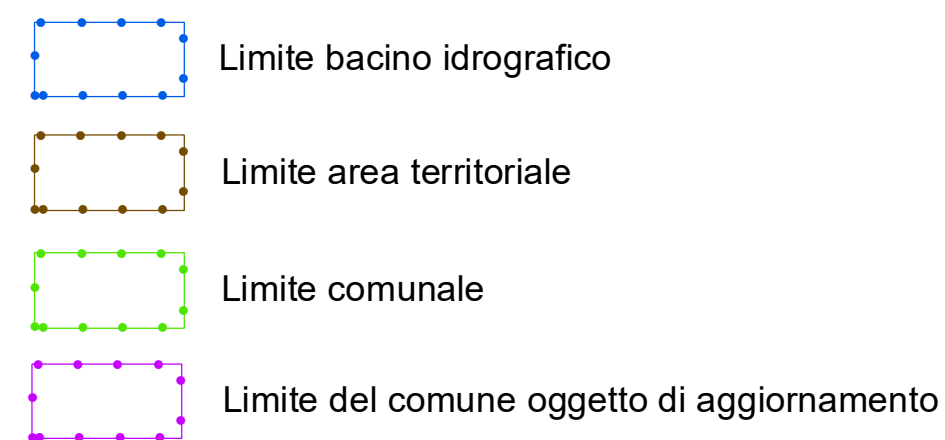 Limite bacino idrografico
Limite area territoriale
Limite comunale
Limite del comune oggetto di aggiornamento